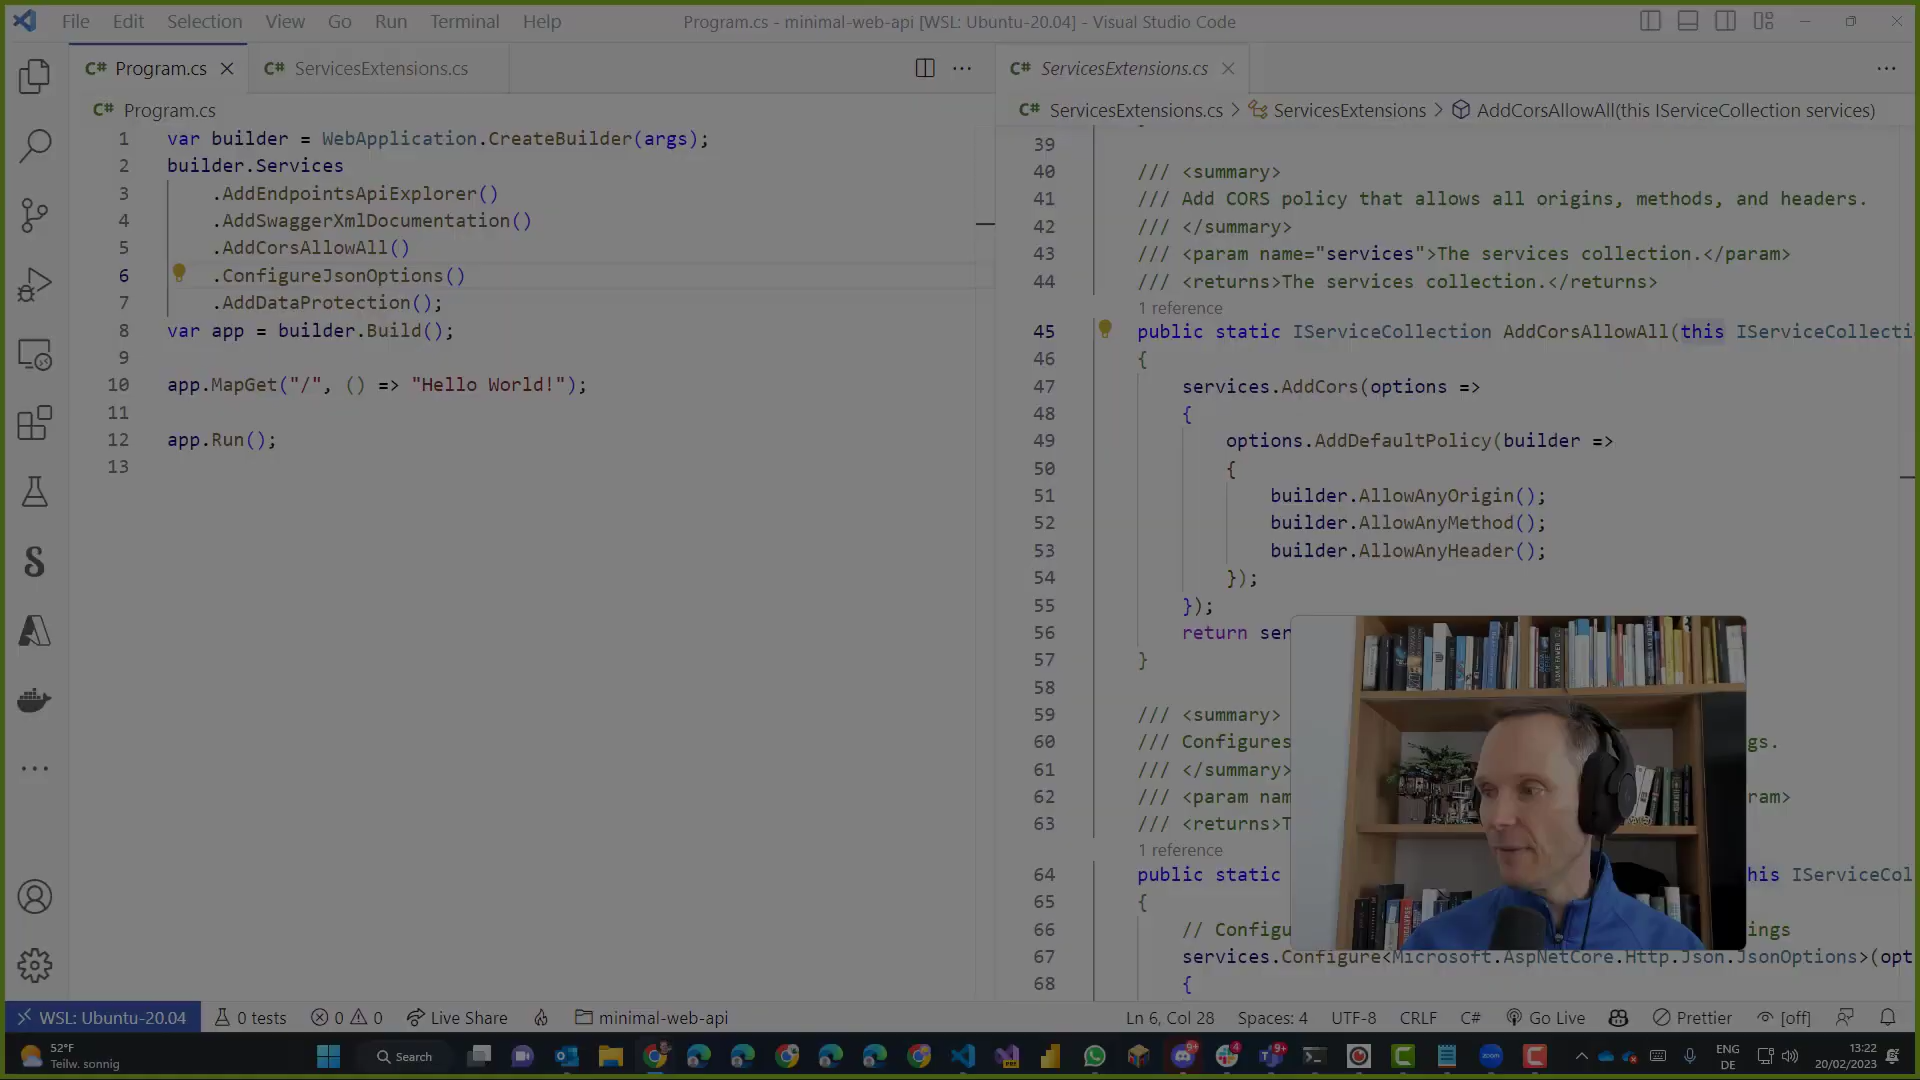 File Edit Selection View Go Run Terminal Help
Program.cs - minimal-web-api [WSL: Ubuntu-20.04] - Visual Studio Code
C# Program.cs
C# ServicesExtensions.cs
C# Program.cs
1 var builder = WebApplication.CreateBuilder(args);
2 builder.Services
3 .AddEndpointsApiExplorer()
4 .AddSwaggerXmlDocumentation()
5 .AddCorsAllowAll()
6 .ConfigureJsonOptions()
7 .AddDataProtection();
8 var app = builder.Build();
9
10 app.MapGet("/", () => "Hello World!");
11
12 app.Run();
13
C# ServicesExtensions.cs
C# ServicesExtensions.cs > ServicesExtensions > AddCorsAllowAll(this IServiceCollection services)
39
40 /// <summary>
41 /// Add CORS policy that allows all origins, methods, and headers.
42 /// </summary>
43 /// <param name="services">The services collection.</param>
44 /// <returns>The services collection.</returns>
1 reference
45 public static IServiceCollection AddCorsAllowAll(this IServiceCollecti
46 {
47 services.AddCors(options =>
48 {
49 options.AddDefaultPolicy(builder =>
50 {
51 builder.AllowAnyOrigin();
52 builder.AllowAnyMethod();
53 builder.AllowAnyHeader();
54 });
55 });
56 return ser
57 }
58
59 /// <summary>
60 /// Configures gs.
61 /// </summary>
62 /// <param nam ram>
63 /// <returns>T
1 reference
64 public static his IServiceCol
65 {
66 // Configu ings
67 services.Configure<Microsoft.AspNetCore.Http.Json.JsonOptions>(opt
68 {
WSL: Ubuntu-20.04 0 tests 0 0 Live Share minimal-web-api
Ln 6, Col 28 Spaces: 4 UTF-8 CRLF C# Go Live Prettier [off]
52°F
Teilw. sonnig
Search
ENG
DE
13:22
20/02/2023